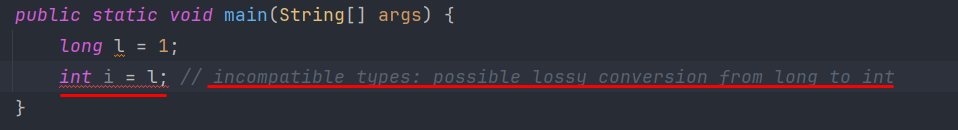 public static void main(String[] args) {
long l = 1;
int i = l; // incompatible types: possible lossy conversion from long to int
}